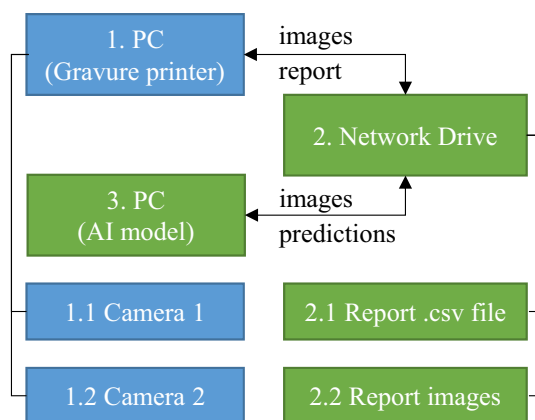 1. PC
(Gravure printer)
images
report
2. Network Drive
3. PC
(AI model)
images
predictions
1.1 Camera 1
2.1 Report .csv file
1.2 Camera 2
2.2 Report images